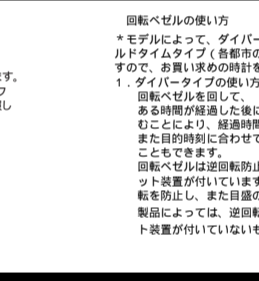 ます。
フ
回転ベゼルの使い方
*モデルによって、ダイバー
ルドタイムタイプ(各都市の
すので、お買い求めの時計を
1.ダイバータイプの使い方
回転ベゼルを回して、
ある時間が経過した後に
むことにより、経過時間
また目的時刻に合わせて
こともできます。
回転ベゼルは逆回転防止
ット装置が付いています
転を防止し、また目盛の
製品によっては、逆回転
ト装置が付いていないも